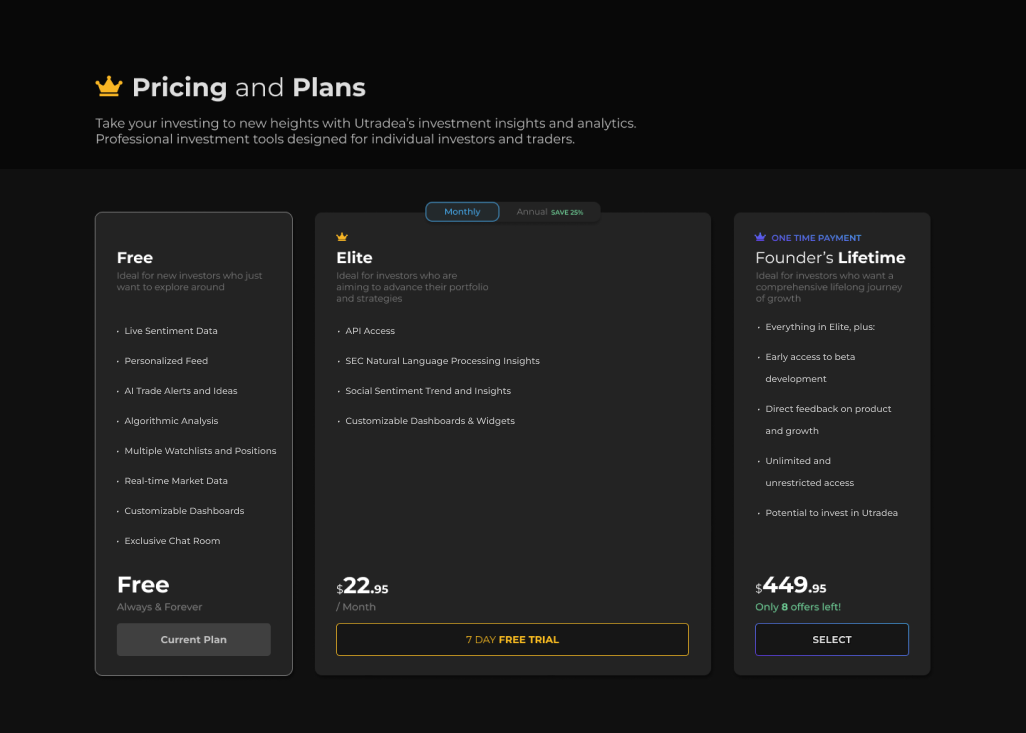 Pricing and Plans
Take your investing to new heights with Utradea's investment insights and analytics.
Professional investment tools designed for individual investors and traders.
Monthly
Annual SAVE 25%
Free
Ideal for new investors who just
want to explore around
• Live Sentiment Data
• Personalized Feed
• AI Trade Alerts and Ideas
• Algorithmic Analysis
• Multiple Watchlists and Positions
• Real-time Market Data
• Customizable Dashboards
• Exclusive Chat Room
Free
Always & Forever
Current Plan
Elite
Ideal for investors who are
aiming to advance their portfolio
and strategies
• API Access
• SEC Natural Language Processing Insights
• Social Sentiment Trend and Insights
• Customizable Dashboards & Widgets
$22.95
/ Month
7 DAY FREE TRIAL
ONE TIME PAYMENT
Founder's Lifetime
Ideal for investors who want a
comprehensive lifelong journey
of growth
• Everything in Elite, plus:
• Early access to beta
development
• Direct feedback on product
and growth
• Unlimited and
unrestricted access
• Potential to invest in Utradea
$449.95
Only 8 offers left!
SELECT